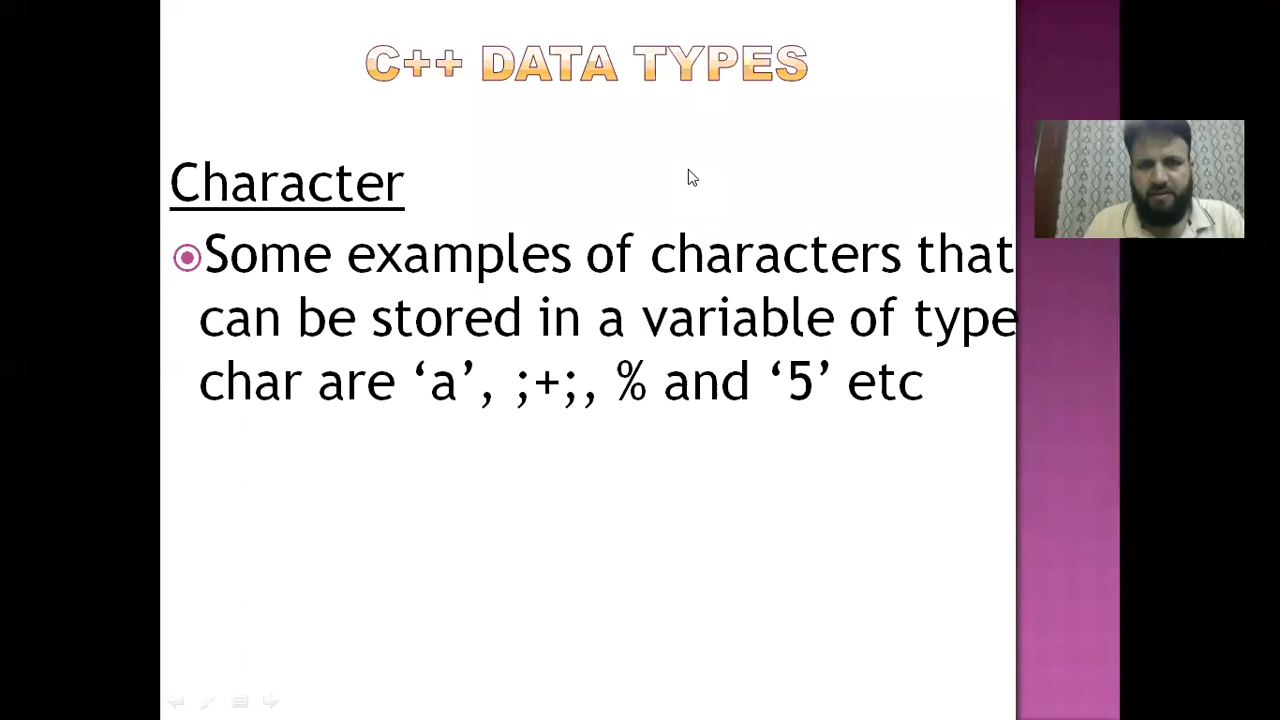 C++ DATA TYPES
Character
Some examples of characters that
can be stored in a variable of type
char are ‘a’, ;+;, % and ‘5’ etc